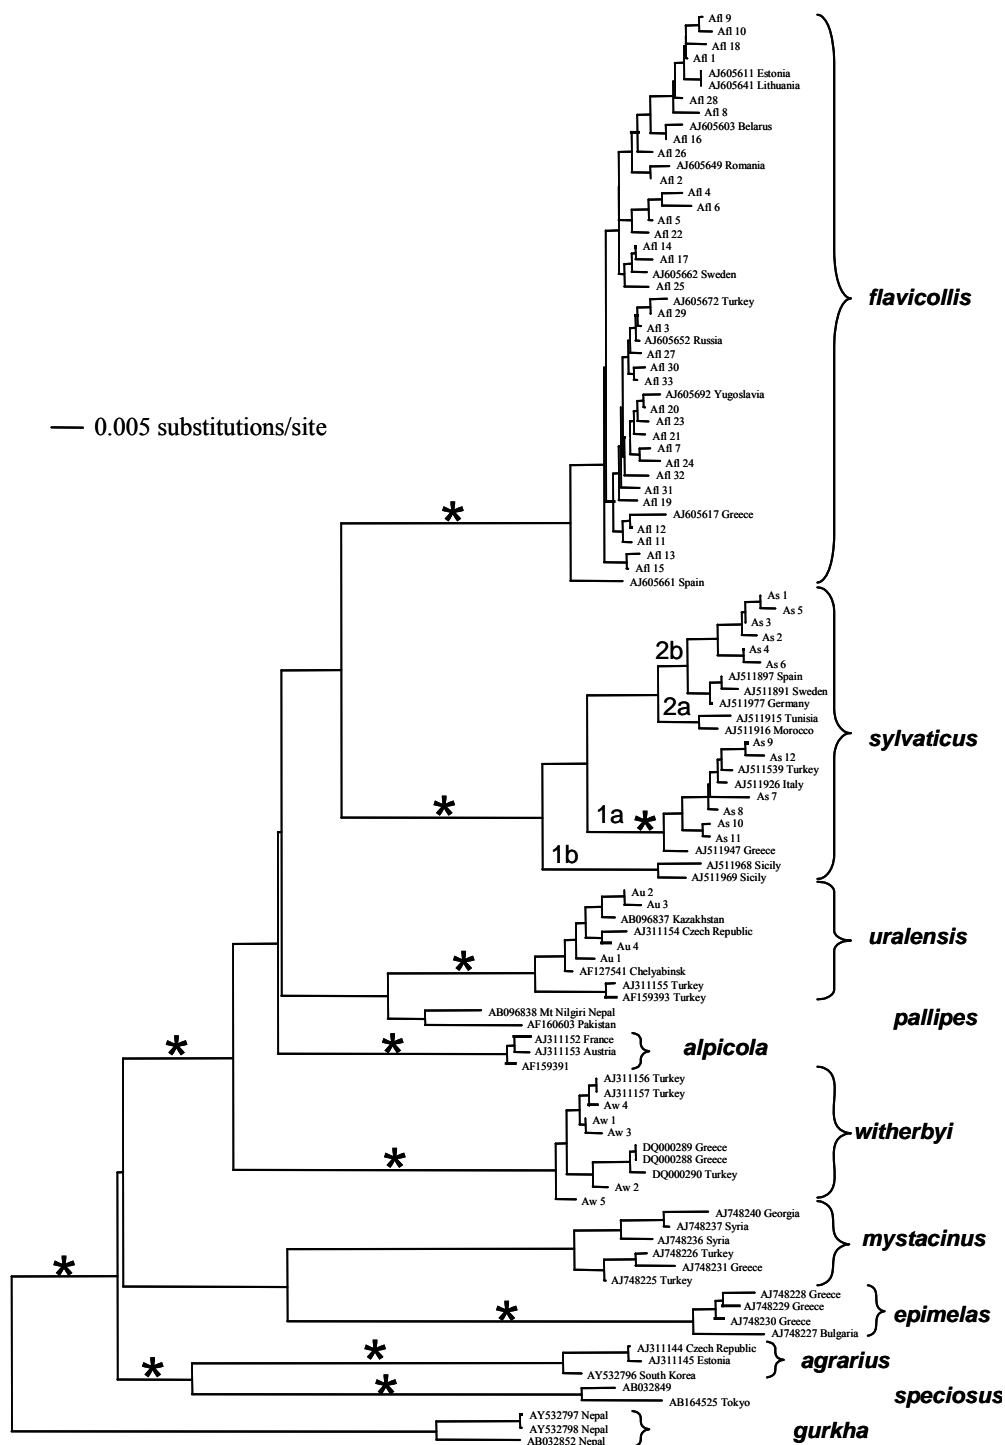 Afl 9
Afl 10
Afl 18
Afl 1
AJ605611 Estonia
AJ605641 Lithuania
Afl 28
Afl 8
AJ605603 Belarus
Afl 16
Afl 26
AJ605649 Romania
Afl 2
Afl 4
Afl 6
Afl 5
Afl 22
Afl 14
Afl 17
AJ605662 Sweden
Afl 25
flavicollis
AJ605672 Turkey
Afl 29
Afl 3
AJ605652 Russia
Afl 27
Afl 30
Afl 33
AJ605692 Yugoslavia
Afl 20
Afl 23
0.005 substitutions/site
Afl 21
Afl 7
Afl 24
Afl 32
Afl 31
Afl 19
*
AJ605617 Greece
Afl 12
Afl 11
Afl 13
Afl 15
AJ605661 Spain
As 1
As 5
As 3
As 2
2b
As 4
As 6
AJ511897 Spain
AJ511891 Sweden
AJ511977 Germany
2a
AJ511915 Tunisia
AJ511916 Morocco
sylvaticus
As 9
As 12
AJ511539 Turkey
AJ511926 Italy
As 7
*
1a *
As 8
As 10
As 11
AJ511947 Greece
1b
AJ511968 Sicily
AJ511969 Sicily
Au 2
Au 3
AB096837 Kazakhstan
AJ311154 Czech Republic
uralensis
Au 4
Au 1
*
AF127541 Chelyabinsk
AJ311155 Turkey
AF159393 Turkey
AB096838 Mt Nilgiri Nepal
pallipes
AF160603 Pakistan
*
AJ311152 France
AJ311153 Austria
alpicola
AF159391
*
AJ311156 Turkey
AJ311157 Turkey
Aw 4
Aw 1
Aw 3
witherbyi
DQ000289 Greece
DQ000288 Greece
*
DQ000290 Turkey
Aw 2
Aw 5
AJ748240 Georgia
AJ748237 Syria
AJ748236 Syria
mystacinus
AJ748226 Turkey
AJ748231 Greece
*
AJ748225 Turkey
AJ748228 Greece
AJ748229 Greece
*
AJ748230 Greece
epimelas
AJ748227 Bulgaria
*
AJ311144 Czech Republic
AJ311145 Estonia
agrarius
*
AY532796 South Korea
*
AB032849
speciosus
AB164525 Tokyo
AY532797 Nepal
AY532798 Nepal
gurkha
AB032852 Nepal